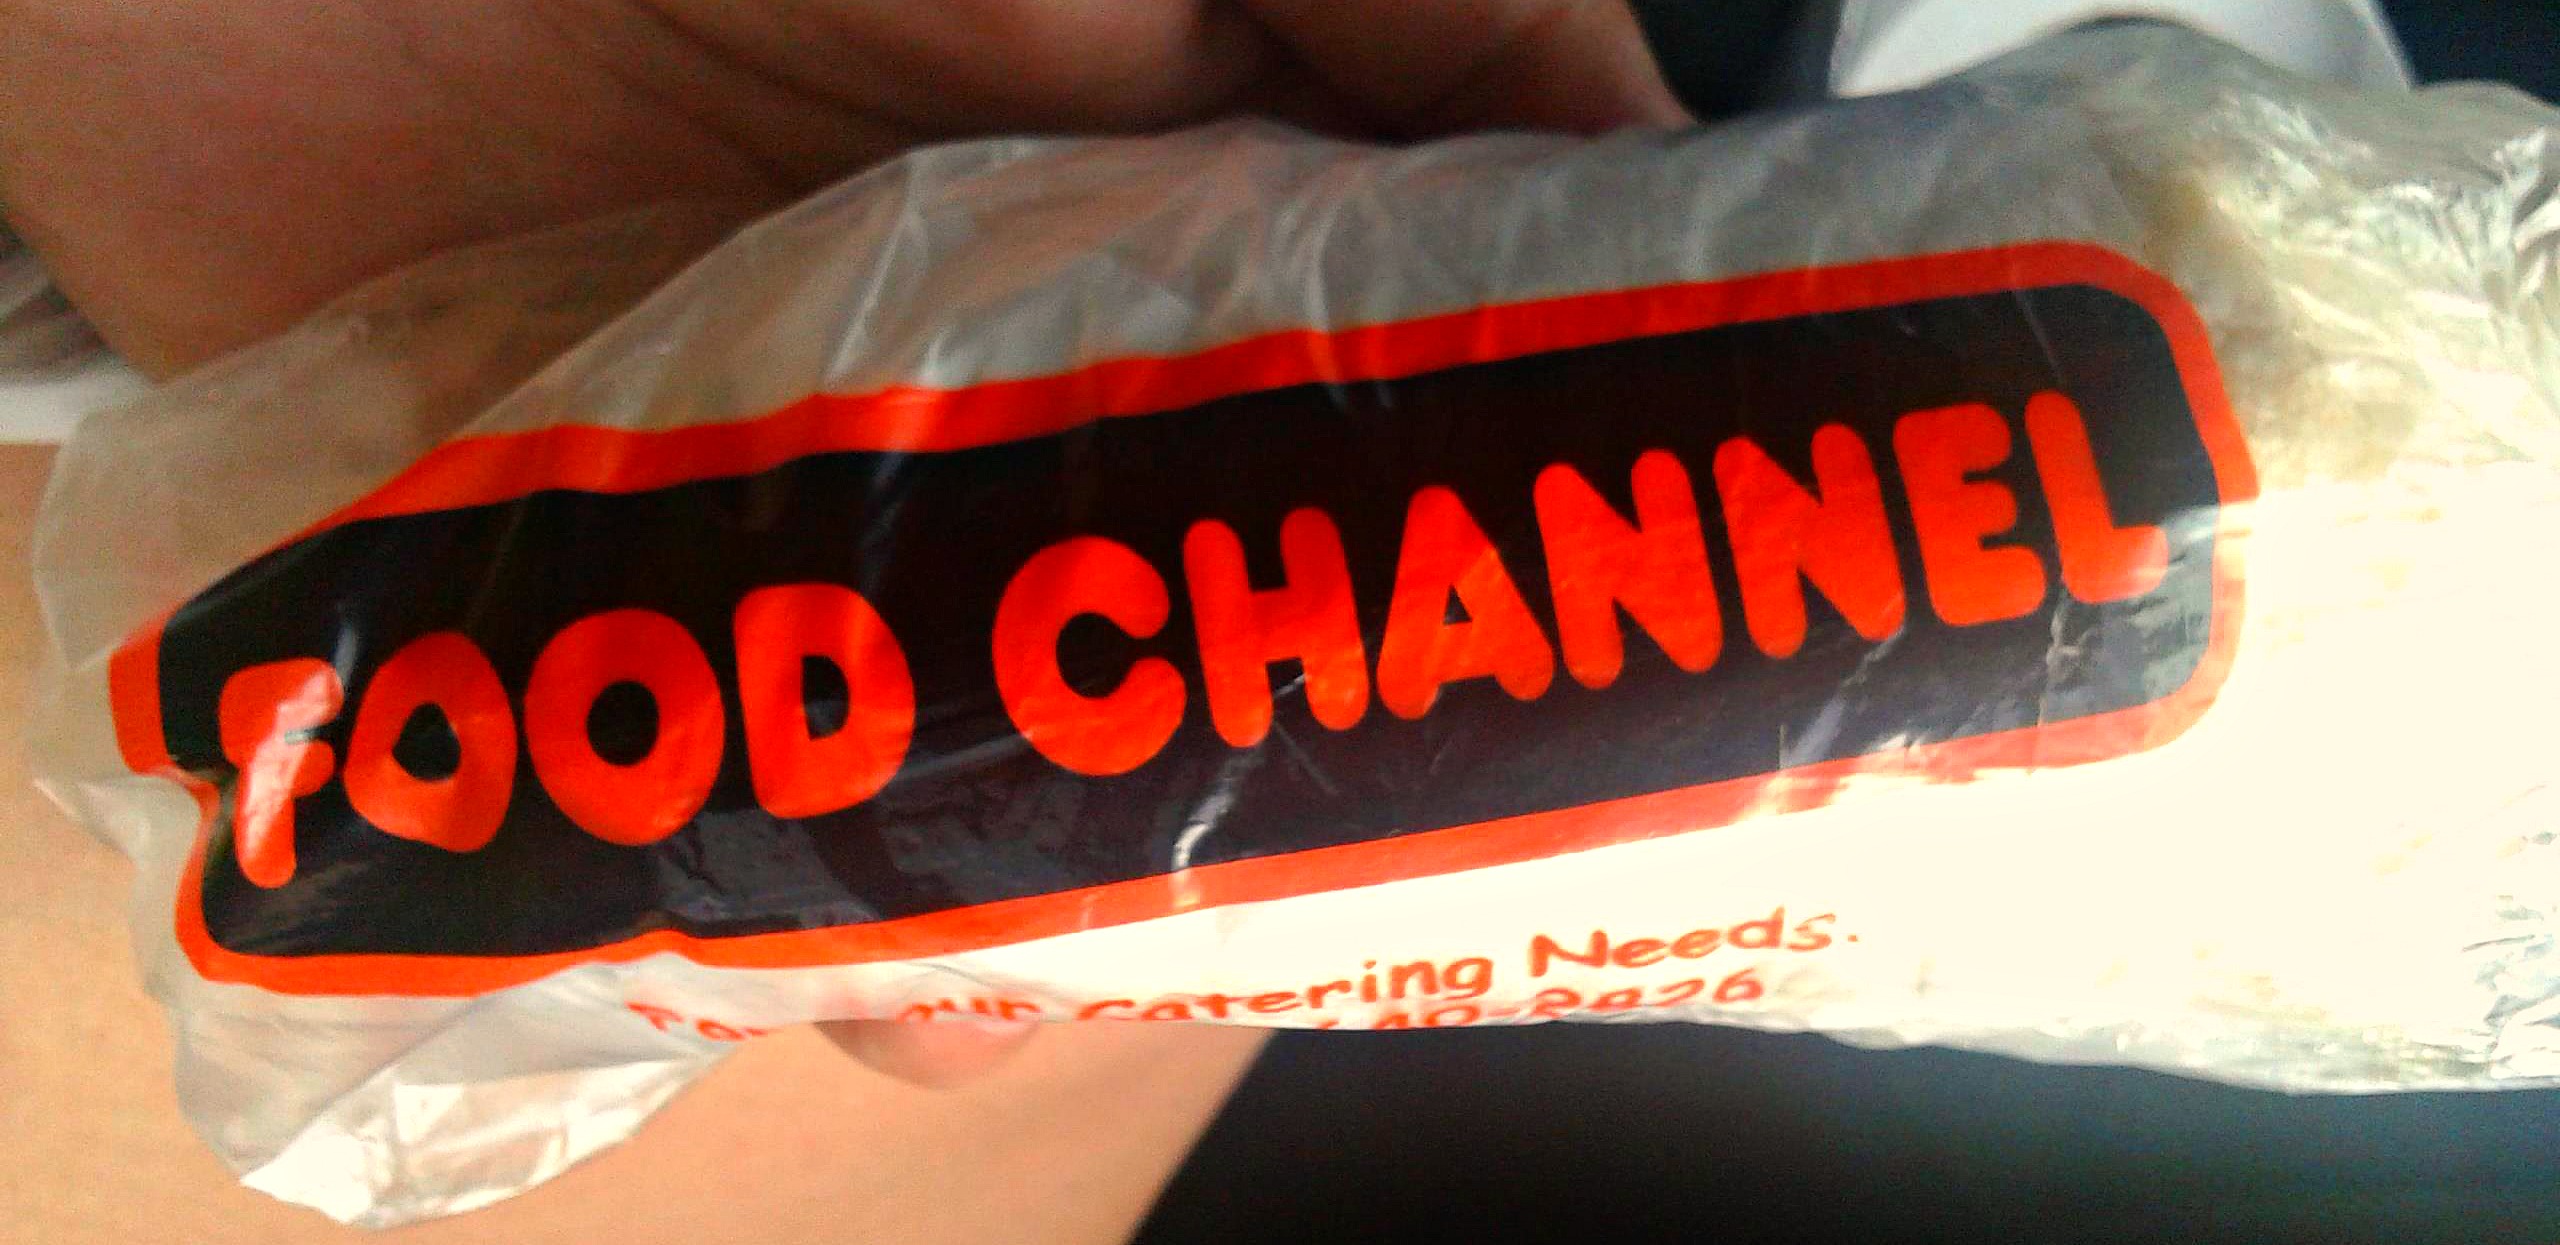 FOOD CHANNEL
Catering Needs.